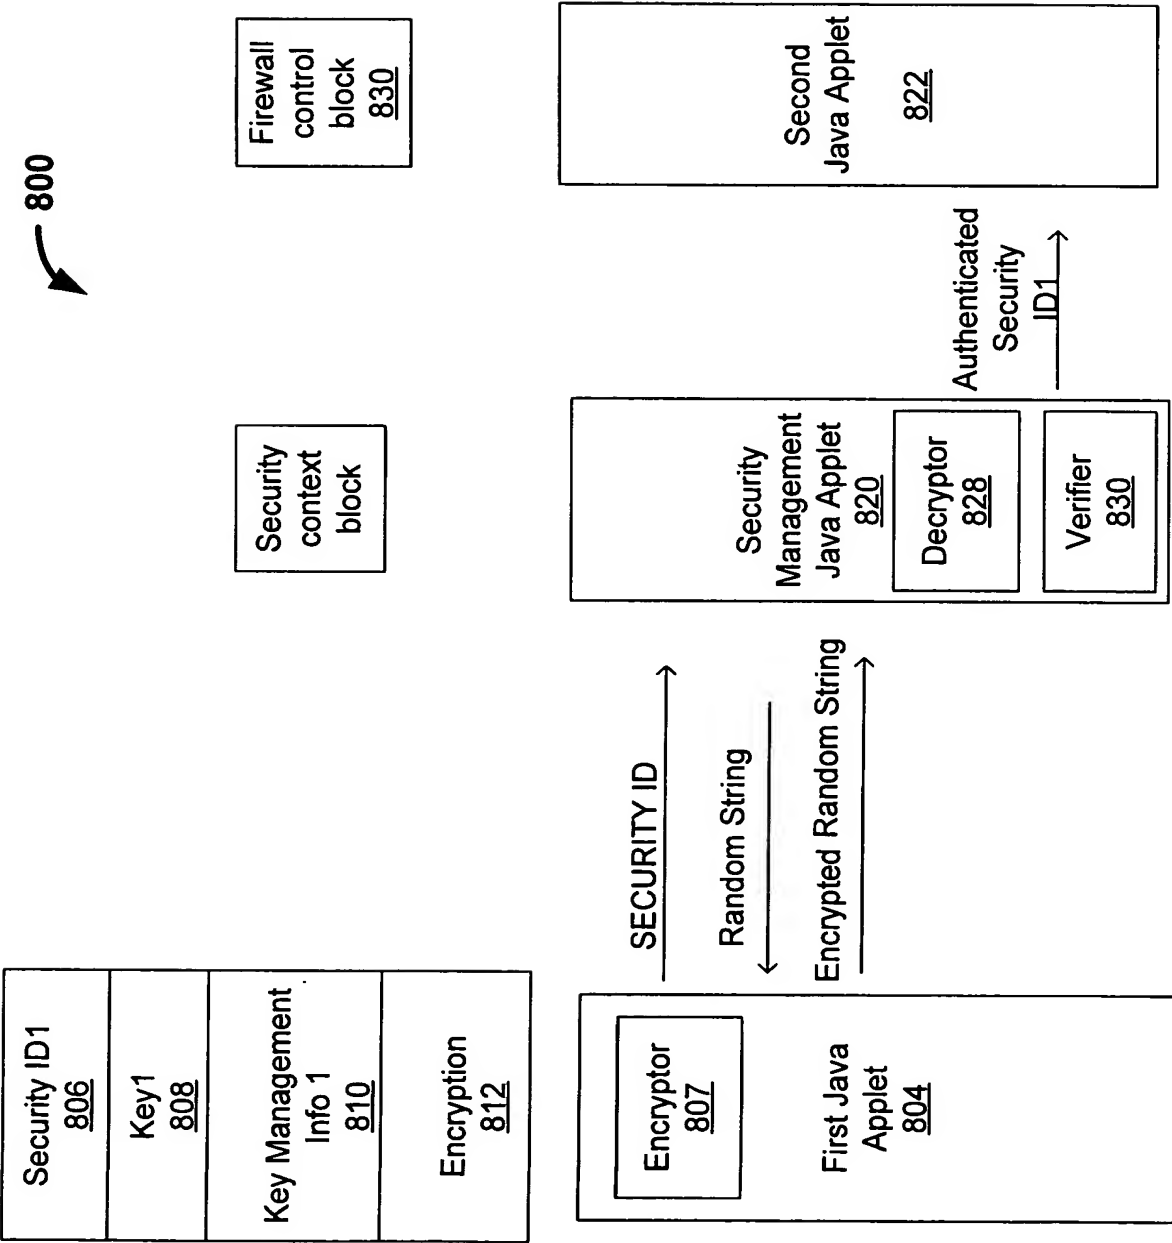 800
Security ID1
806
Key1
808
Key Management
Info 1
810
Encryption
812
Security
context
block
Firewall
control
block
830
Encryptor
807
First Java
Applet
804
SECURITY ID
Random String
Encrypted Random String
Security
Management
Java Applet
820
Decryptor
828
Verifier
830
Authenticated
Security
ID1
Second
Java Applet
822